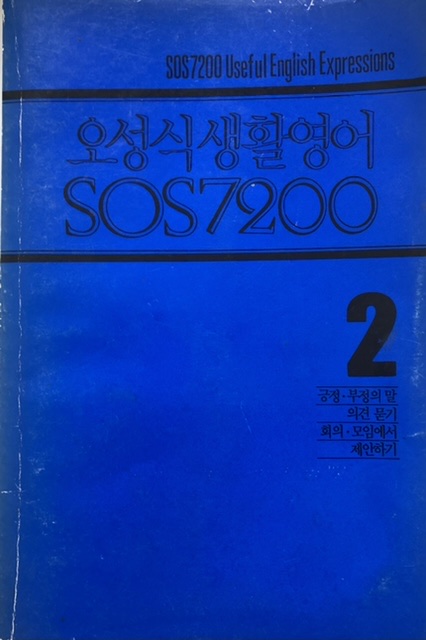 SOS7200 Useful English Expressions
오성식생활영어
SOS7200
2
긍정·부정의 말
의견 묻기
회의·모임에서
제안하기